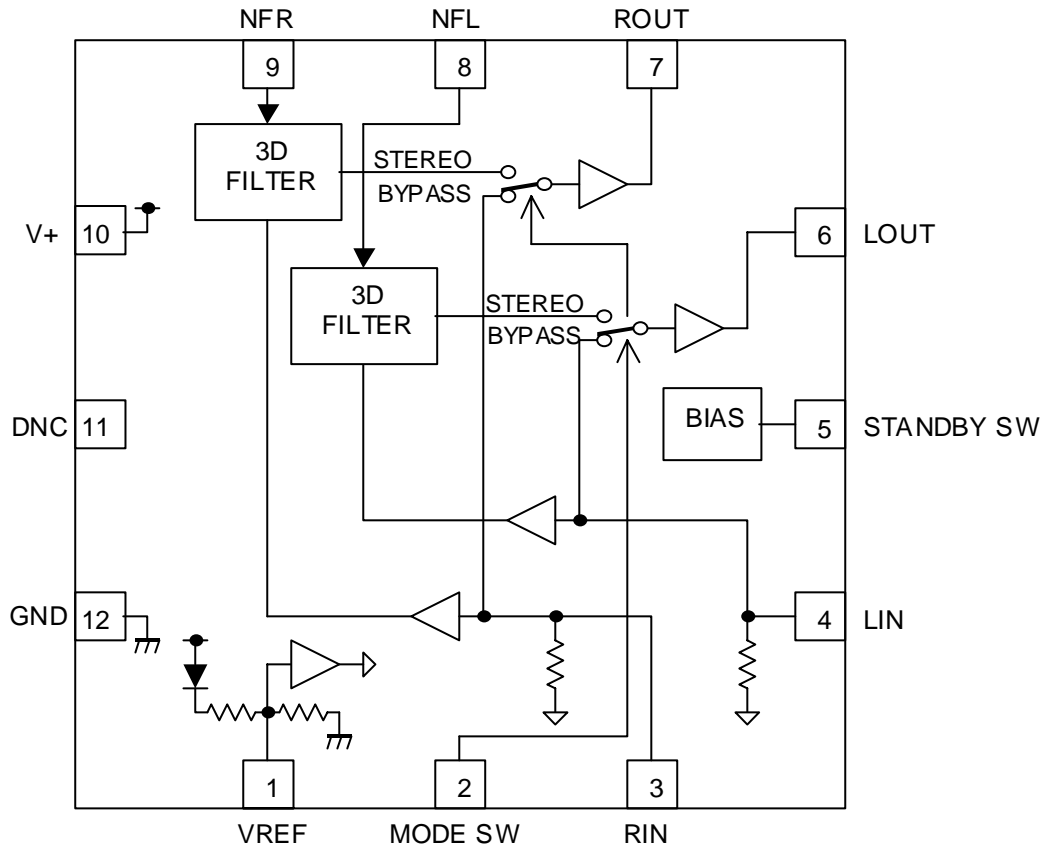 NFR NFL ROUT
9 8 7
3D
FILTER
STEREO
BYPASS
V+ 10
6 LOUT
3D
FILTER
STEREO
BYPASS
DNC 11
BIAS
5 STANDBY SW
GND 12
4 LIN
1 2 3
VREF MODE SW RIN